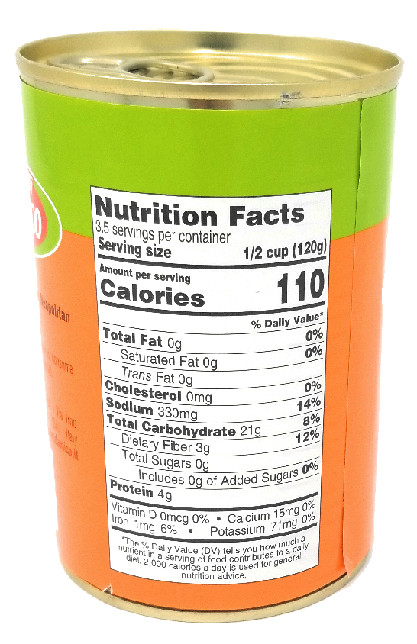 Nutrition Facts
3.5 servings per container
Serving size 1/2 cup (120g)
Amount per serving
Calories 110
% Daily Value*
Total Fat 0g 0%
Saturated Fat 0g 0%
Trans Fat 0g
Cholesterol 0mg 0%
Sodium 330mg 14%
Total Carbohydrate 21g 8%
Dietary Fiber 3g 12%
Total Sugars 0g
Includes 0g of Added Sugars 0%
Protein 4g
Vitamin D 0mcg 0% • Calcium 15mg 0%
Iron 1mg 6% • Potassium 71mg 0%
*The % Daily Value (DV) tells you how much a
nutrient in a serving of food contributes to a daily
diet. 2,000 calories a day is used for general
nutrition advice.